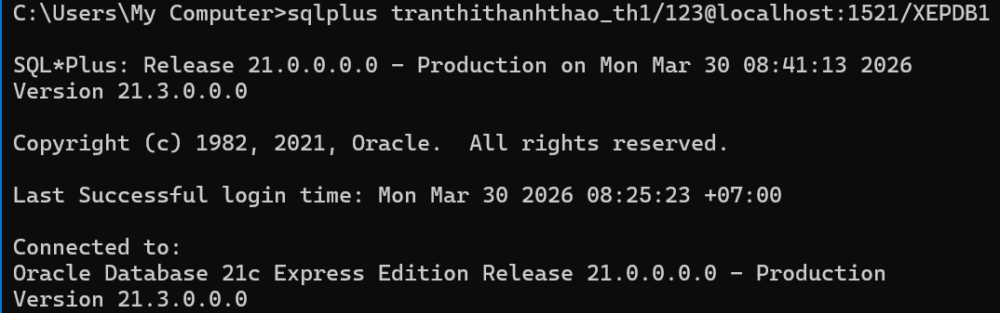 C:\Users\My Computer>sqlplus tranthithanhthao_th1/123@localhost:1521/XEPDB1
SQL*Plus: Release 21.0.0.0.0 - Production on Mon Mar 30 08:41:13 2026
Version 21.3.0.0.0
Copyright (c) 1982, 2021, Oracle.  All rights reserved.
Last Successful login time: Mon Mar 30 2026 08:25:23 +07:00
Connected to:
Oracle Database 21c Express Edition Release 21.0.0.0.0 - Production
Version 21.3.0.0.0